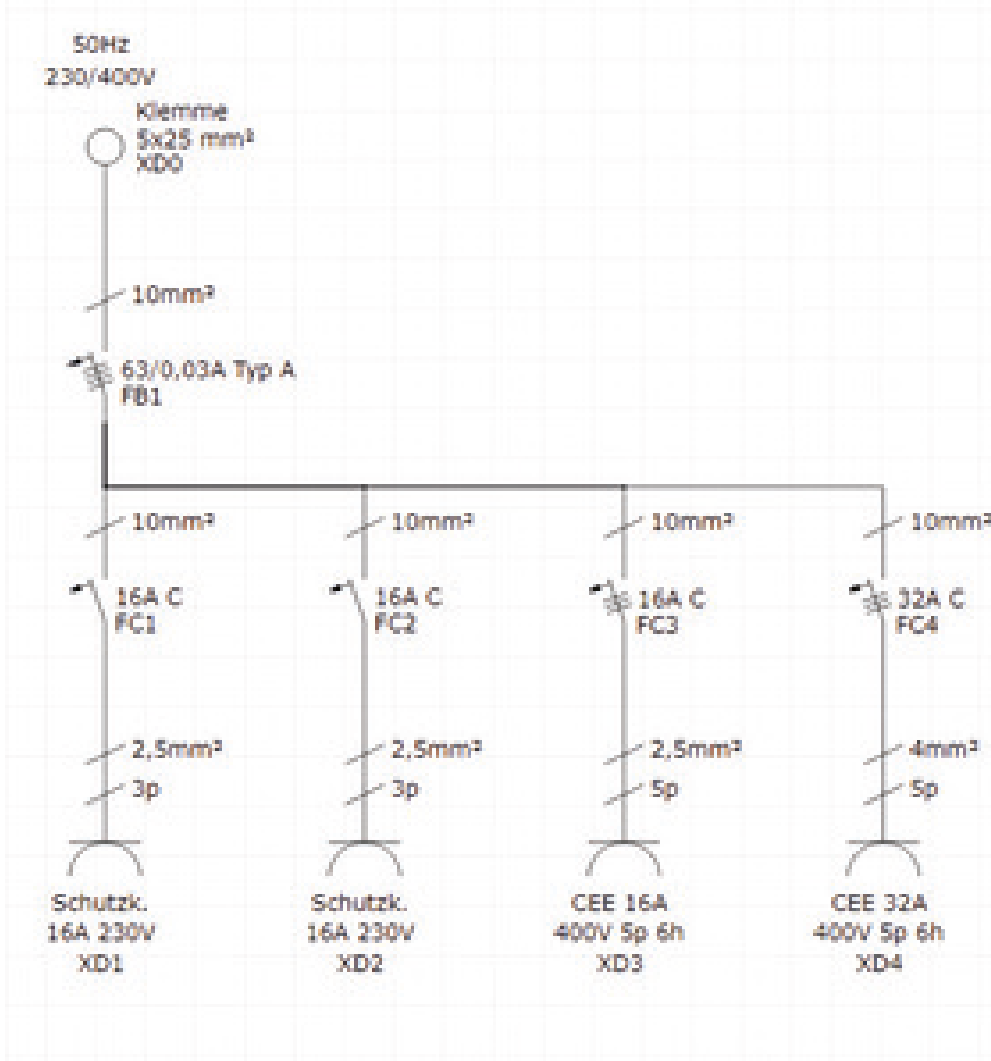 50Hz
230/400V
Klemme
5x25 mm²
XD0
10mm²
63/0,03A Typ A
FB1
10mm²
10mm²
10mm²
10mm²
16A C
FC1
16A C
FC2
16A C
FC3
32A C
FC4
2,5mm²
2,5mm²
2,5mm²
4mm²
3p
3p
5p
5p
Schutzk.
16A 230V
XD1
Schutzk.
16A 230V
XD2
CEE 16A
400V 5p 6h
XD3
CEE 32A
400V 5p 6h
XD4